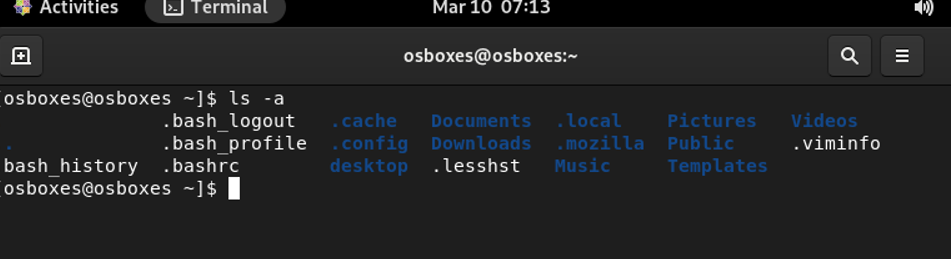 Activities Terminal Mar 10 07:13
osboxes@osboxes:~
[osboxes@osboxes ~]$ ls -a
.bash_logout .cache Documents .local Pictures Videos
. .bash_profile .config Downloads .mozilla Public .viminfo
bash_history .bashrc desktop .lesshst Music Templates
[osboxes@osboxes ~]$